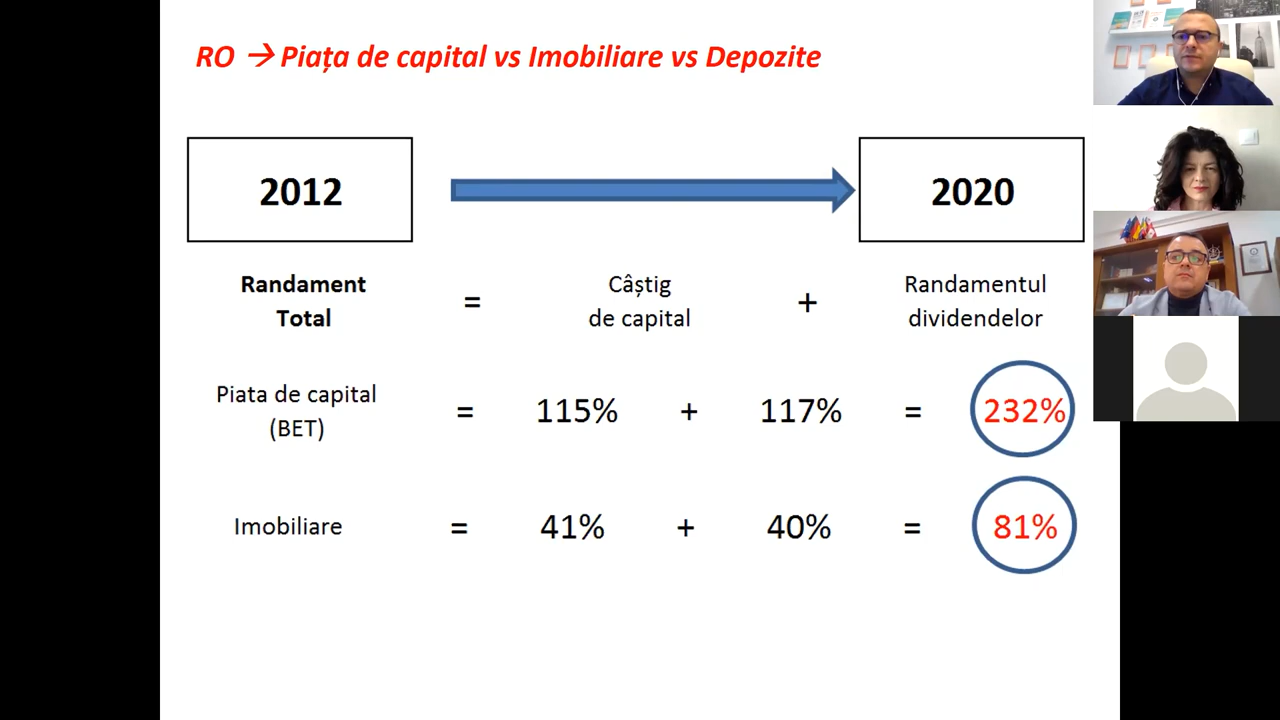 RO → Piața de capital vs Imobiliare vs Depozite
2012
2020
Randament
Total
=
Câștig
de capital
+
Randamentul
dividendelor
Piata de capital
(BET)
= 115% + 117% = 232%
Imobiliare = 41% + 40% = 81%